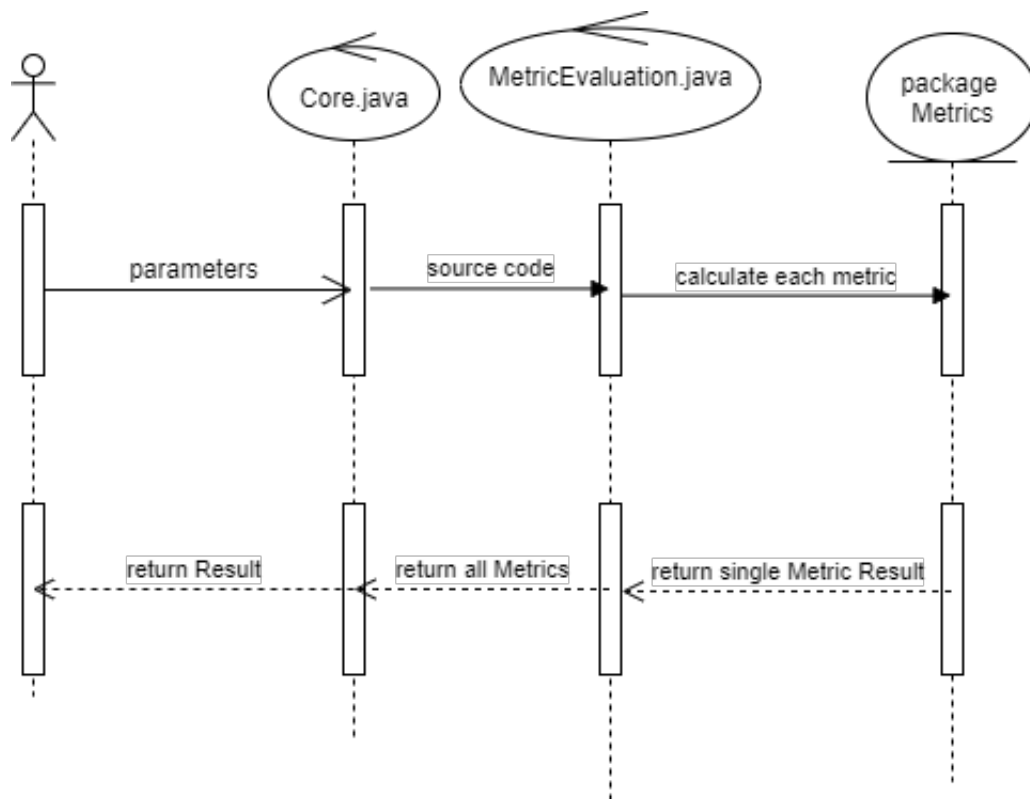 Core.java
MetricEvaluation.java
package
Metrics
parameters
source code
calculate each metric
return Result
return all Metrics
return single Metric Result